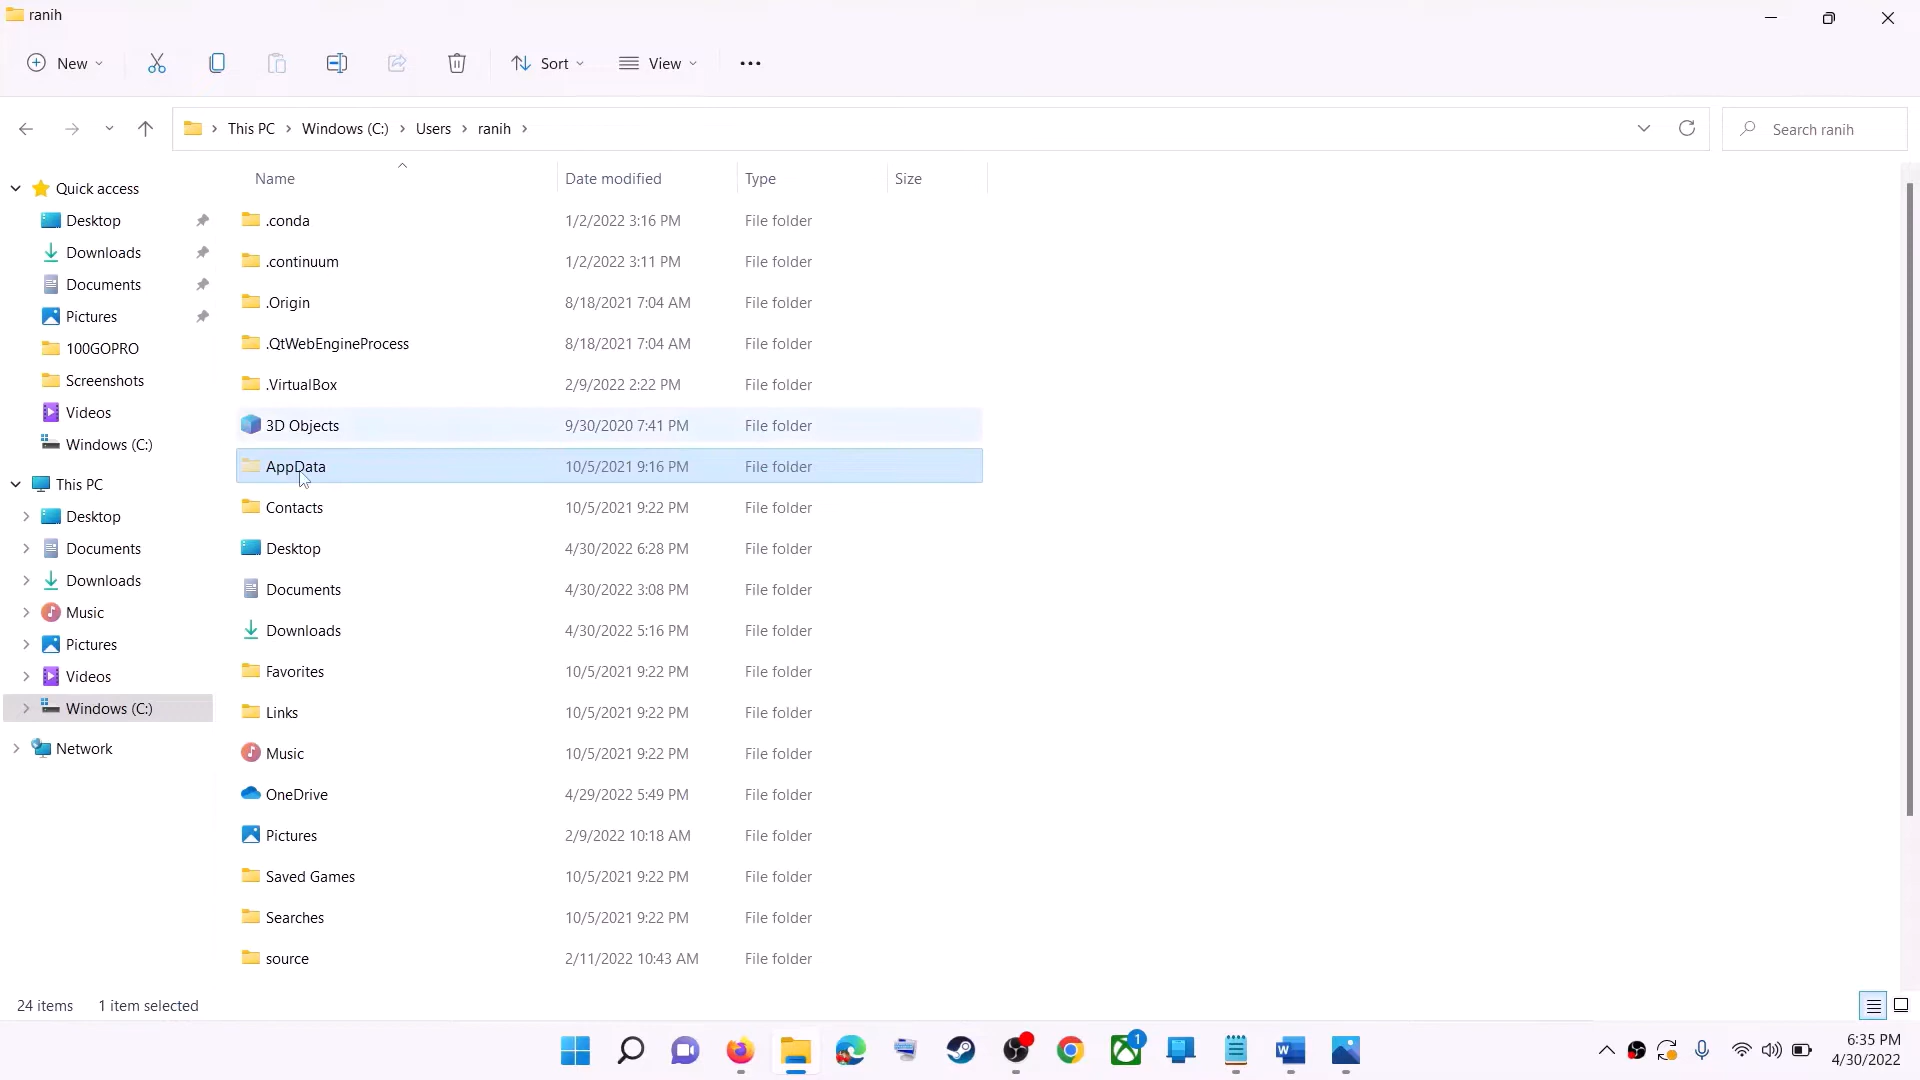 ranih
New
Sort
View
This PC
Windows (C:)
Users
ranih
Search ranih
Name
Date modified
Type
Size
Quick access
Desktop
Downloads
Documents
Pictures
100GOPRO
Screenshots
Videos
Windows (C:)
This PC
Desktop
Documents
Downloads
Music
Pictures
Videos
Windows (C:)
Network
.conda 1/2/2022 3:16 PM File folder
.continuum 1/2/2022 3:11 PM File folder
.Origin 8/18/2021 7:04 AM File folder
.QtWebEngineProcess 8/18/2021 7:04 AM File folder
.VirtualBox 2/9/2022 2:22 PM File folder
3D Objects 9/30/2020 7:41 PM File folder
AppData 10/5/2021 9:16 PM File folder
Contacts 10/5/2021 9:22 PM File folder
Desktop 4/30/2022 6:28 PM File folder
Documents 4/30/2022 3:08 PM File folder
Downloads 4/30/2022 5:16 PM File folder
Favorites 10/5/2021 9:22 PM File folder
Links 10/5/2021 9:22 PM File folder
Music 10/5/2021 9:22 PM File folder
OneDrive 4/29/2022 5:49 PM File folder
Pictures 2/9/2022 10:18 AM File folder
Saved Games 10/5/2021 9:22 PM File folder
Searches 10/5/2021 9:22 PM File folder
source 2/11/2022 10:43 AM File folder
24 items 1 item selected
1
W
6:35 PM
4/30/2022